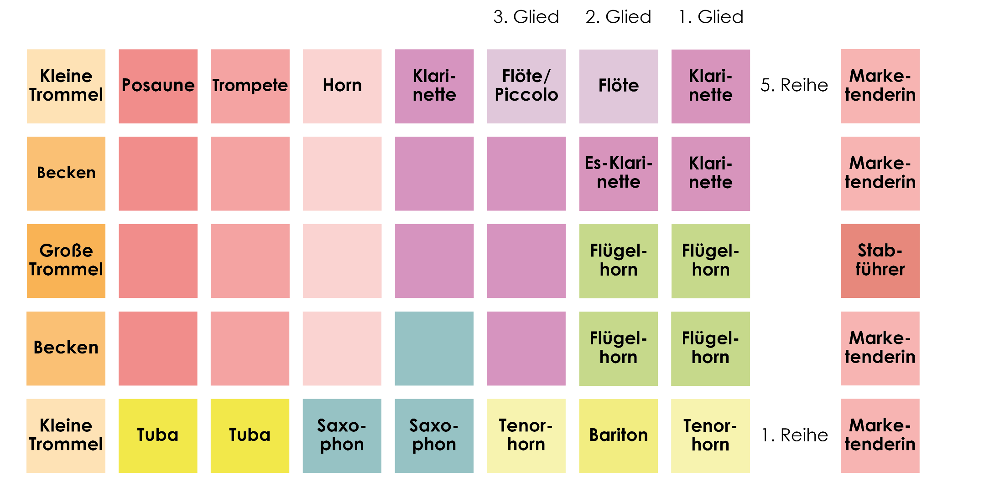 3. Glied 2. Glied 1. Glied
Kleine
Trommel
Posaune
Trompete
Horn
Klari-
nette
Flöte/
Piccolo
Flöte
Klari-
nette
5. Reihe
Marke-
tenderin
Becken
Es-Klari-
nette
Klari-
nette
Marke-
tenderin
Große
Trommel
Flügel-
horn
Flügel-
horn
Stab-
führer
Becken
Flügel-
horn
Flügel-
horn
Marke-
tenderin
Kleine
Trommel
Tuba
Tuba
Saxo-
phon
Saxo-
phon
Tenor-
horn
Bariton
Tenor-
horn
1. Reihe
Marke-
tenderin